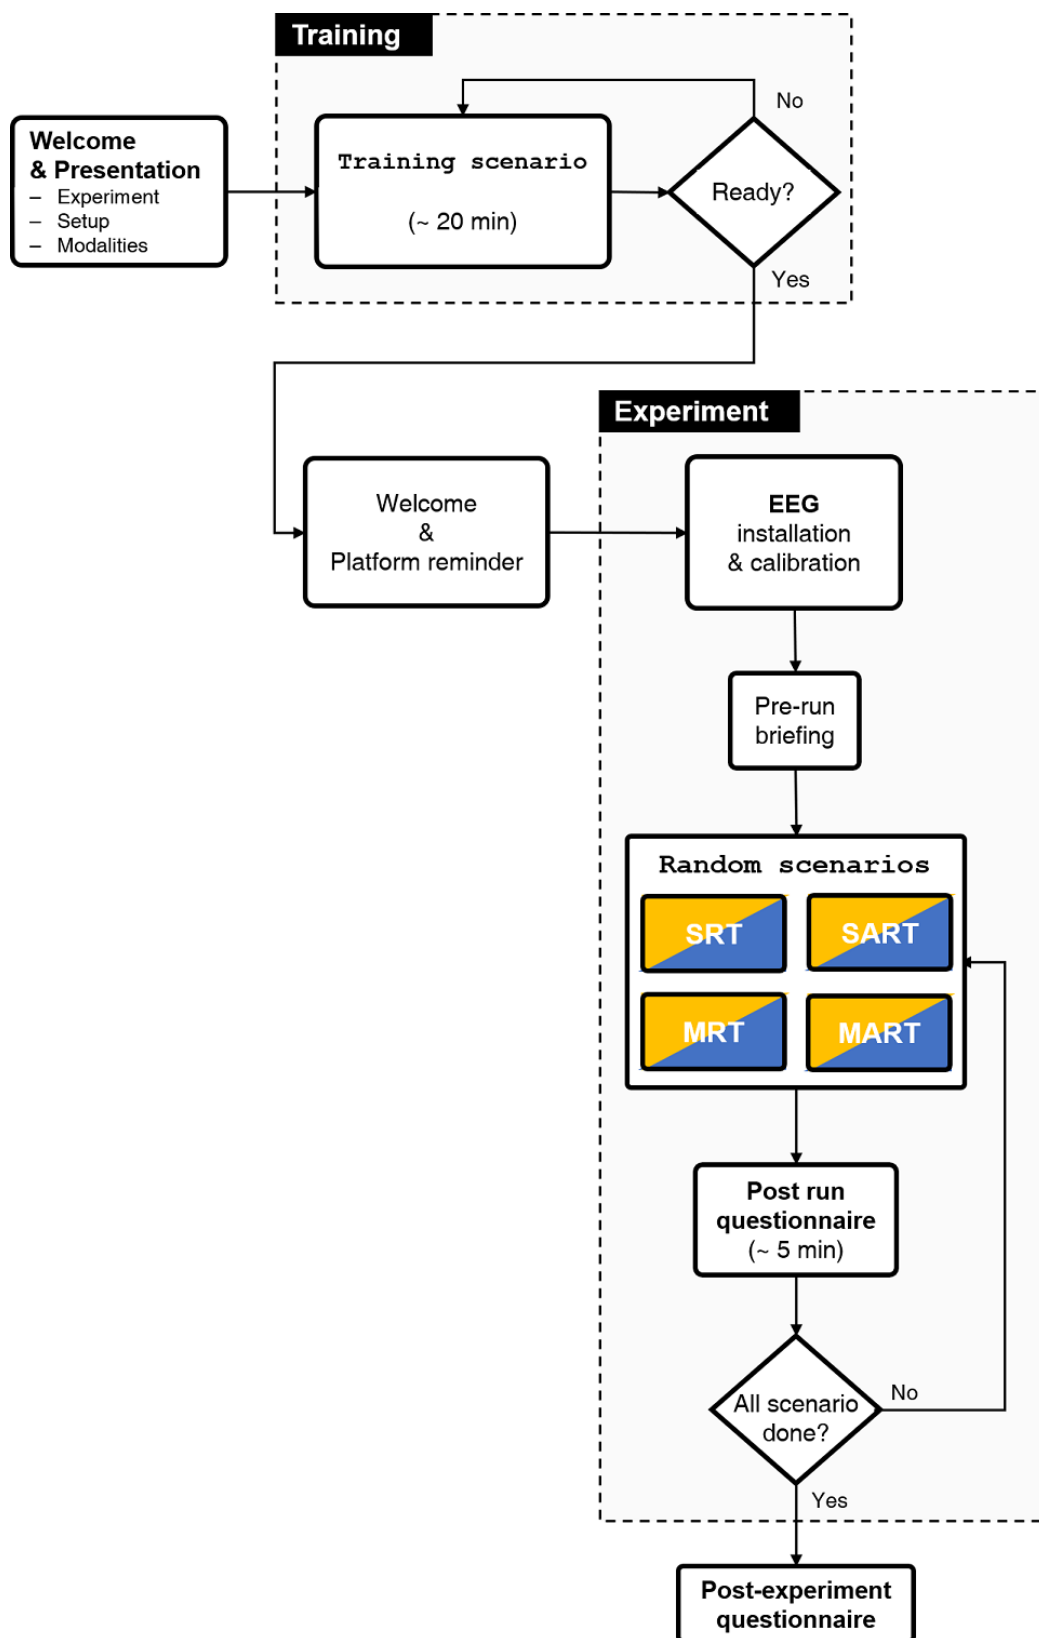 Training
Welcome
& Presentation
– Experiment
– Setup
– Modalities
Training scenario
(~ 20 min)
No
Ready?
Yes
Experiment
Welcome
&
Platform reminder
EEG
installation
& calibration
Pre-run
briefing
Random scenarios
SRT
SART
MRT
MART
Post run
questionnaire
(~ 5 min)
All scenario
done?
No
Yes
Post-experiment
questionnaire